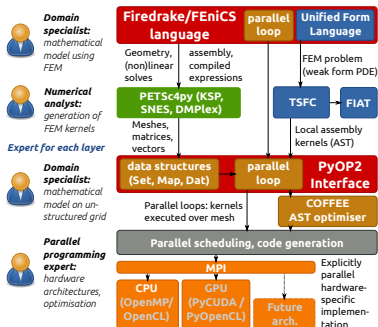 Domain
specialist:
mathematical
model using
FEM
Numerical
analyst:
generation of
FEM kernels
Expert for each layer
Domain
specialist:
mathematical
model on un-
structured grid
Parallel
programming
expert:
hardware
architectures,
optimisation
Firedrake/FEniCS
language
parallel
loop
Unified Form
Language
Geometry,
(non)linear
solves
assembly,
compiled
expressions
FEM problem
(weak form PDE)
PETSc4py (KSP,
SNES, DMPlex)
TSFC
FIAT
Meshes,
matrices,
vectors
Local assembly
kernels (AST)
data structures
(Set, Map, Dat)
parallel
loop
PyOP2
Interface
Parallel loops: kernels
executed over mesh
COFFEE
AST optimiser
Parallel scheduling, code generation
MPI
CPU
(OpenMP/
OpenCL)
GPU
(PyCUDA /
PyOpenCL)
Future
arch.
Explicitly
parallel
hardware-
specific
implemen-
tation